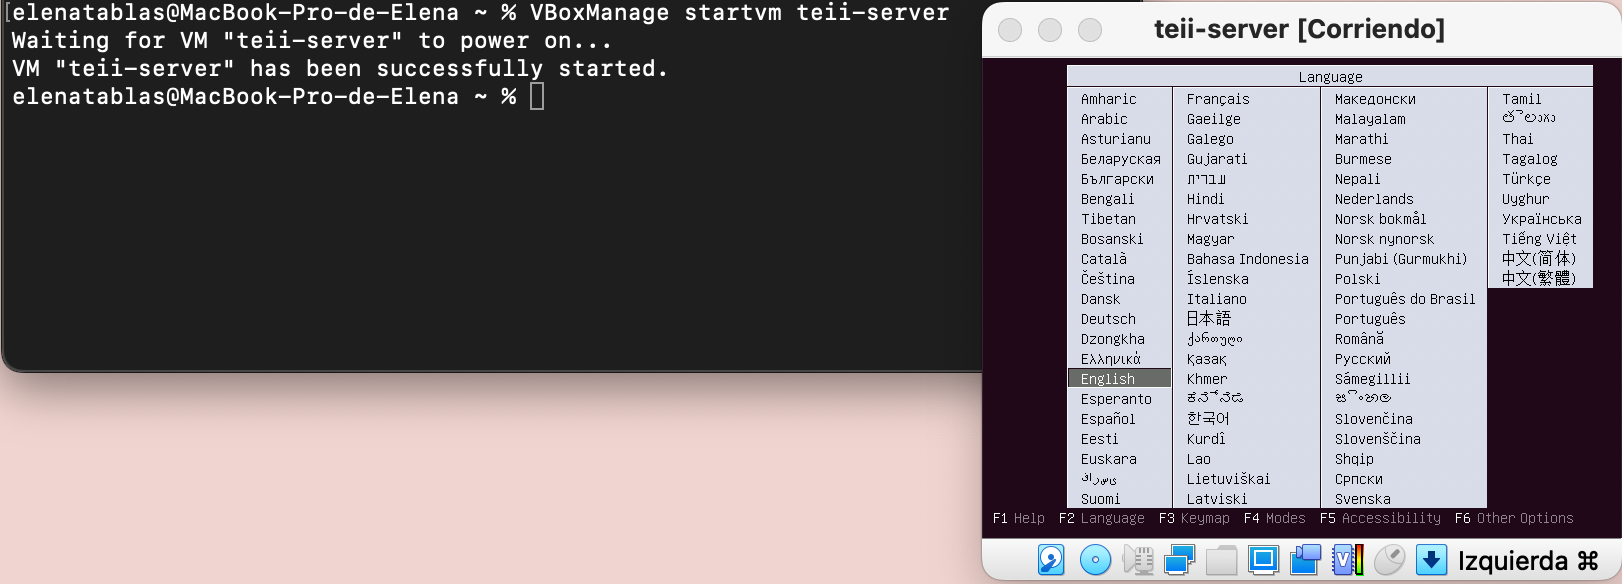 elenatablas@MacBook-Pro-de-Elena ~ % VBoxManage startvm teii-server
Waiting for VM "teii-server" to power on...
VM "teii-server" has been successfully started.
elenatablas@MacBook-Pro-de-Elena ~ %
teii-server [Corriendo]
Language
Amharic
Arabic
Asturianu
Беларуская
Български
Bengali
Tibetan
Bosanski
Català
Čeština
Dansk
Deutsch
Dzongkha
Ελληνικά
English
Esperanto
Español
Eesti
Euskara
ﻰﺳﺭﺎﻓ
Suomi
Français
Gaeilge
Galego
Gujarati
עברית
Hindi
Hrvatski
Magyar
Bahasa Indonesia
Íslenska
Italiano
日本語
ქართული
Қазақ
Khmer
ಕನ್ನಡ
한국어
Kurdî
Lao
Lietuviškai
Latviski
Македонски
Malayalam
Marathi
Burmese
Nepali
Nederlands
Norsk bokmål
Norsk nynorsk
Punjabi (Gurmukhi)
Polski
Português do Brasil
Português
Română
Русский
Sámegillii
සිංහල
Slovenčina
Slovenščina
Shqip
Српски
Svenska
Tamil
తెలుగు
Thai
Tagalog
Türkçe
Uyghur
Українська
Tiếng Việt
中文(简体)
中文(繁體)
F1 Help F2 Language F3 Keymap F4 Modes F5 Accessibility F6 Other Options
Izquierda ⌘